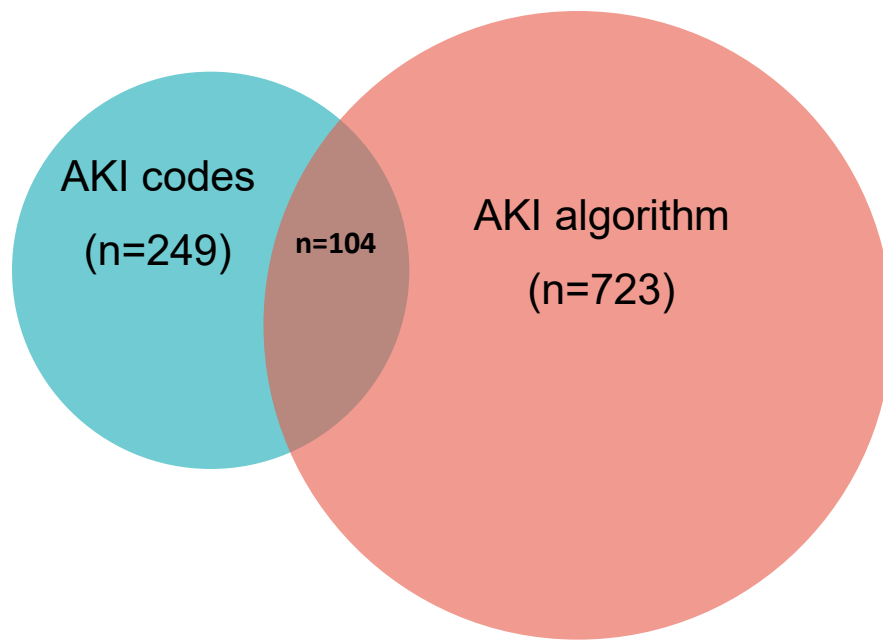 AKI codes
(n=249)
n=104
AKI algorithm
(n=723)